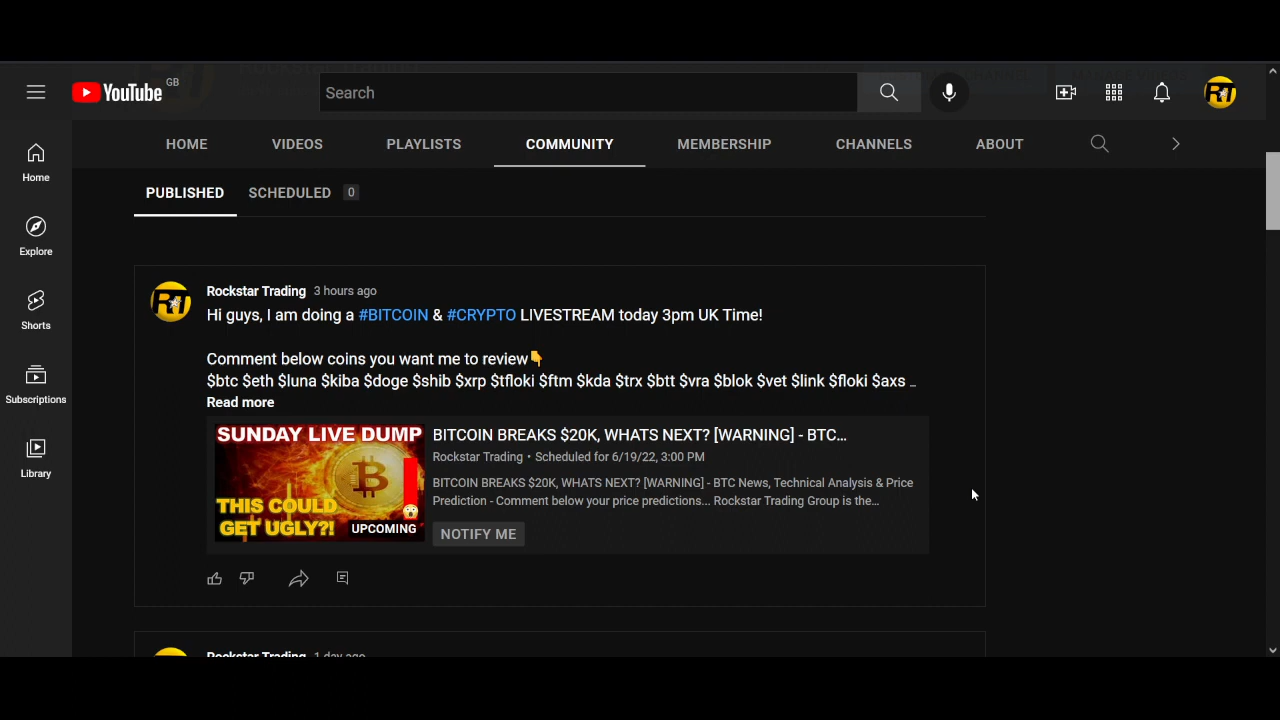 YouTube GB
Search
HOME VIDEOS PLAYLISTS COMMUNITY MEMBERSHIP CHANNELS ABOUT
Home
Explore
Shorts
Subscriptions
Library
PUBLISHED SCHEDULED 0
RT
Rockstar Trading 3 hours ago
Hi guys, I am doing a #BITCOIN & #CRYPTO LIVESTREAM today 3pm UK Time!
Comment below coins you want me to review👇
$btc $eth $luna $kiba $doge $shib $xrp $tfloki $ftm $kda $trx $btt $vra $blok $vet $link $floki $axs ..
Read more
SUNDAY LIVE DUMP
THIS COULD
GET UGLY?!
UPCOMING
BITCOIN BREAKS $20K, WHATS NEXT? [WARNING] - BTC...
Rockstar Trading • Scheduled for 6/19/22, 3:00 PM
BITCOIN BREAKS $20K, WHATS NEXT? [WARNING] - BTC News, Technical Analysis & Price
Prediction - Comment below your price predictions... Rockstar Trading Group is the...
NOTIFY ME
Rockstar Trading 1 day ago